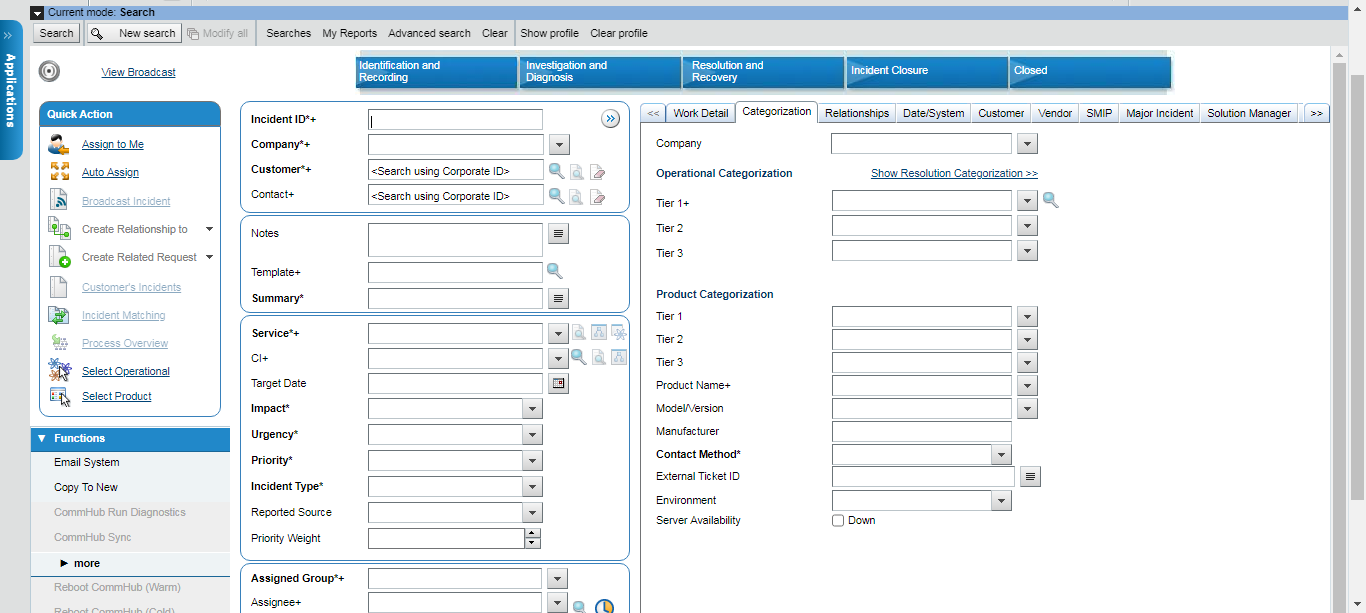 Current mode: Search
Search New search Modify all Searches My Reports Advanced search Clear Show profile Clear profile
>> Applications
View Broadcast
Identification and Recording
Investigation and Diagnosis
Resolution and Recovery
Incident Closure
Closed
Quick Action
Assign to Me
Auto Assign
Broadcast Incident
Create Relationship to
Create Related Request
Customer's Incidents
Incident Matching
Process Overview
Select Operational
Select Product
Functions
Email System
Copy To New
CommHub Run Diagnostics
CommHub Sync
more
Reboot CommHub (Warm)
Reboot CommHub (Cold)
Incident ID*+
Company*+
Customer*+ <Search using Corporate ID>
Contact+ <Search using Corporate ID>
Notes
Template+
Summary*
Service*+
CI+
Target Date
Impact*
Urgency*
Priority*
Incident Type*
Reported Source
Priority Weight
Assigned Group*+
Assignee+
<< Work Detail Categorization Relationships Date/System Customer Vendor SMIP Major Incident Solution Manager >>
Company
Operational Categorization Show Resolution Categorization >>
Tier 1+
Tier 2
Tier 3
Product Categorization
Tier 1
Tier 2
Tier 3
Product Name+
Model/Version
Manufacturer
Contact Method*
External Ticket ID
Environment
Server Availability Down